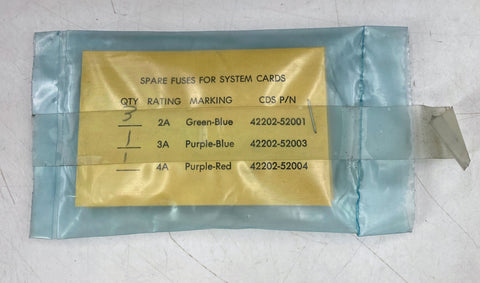 SPARE FUSES FOR SYSTEM CARDS
QTY RATING MARKING CDS P/N
3 2A Green-Blue 42202-52001
1 3A Purple-Blue 42202-52003
1 4A Purple-Red 42202-52004